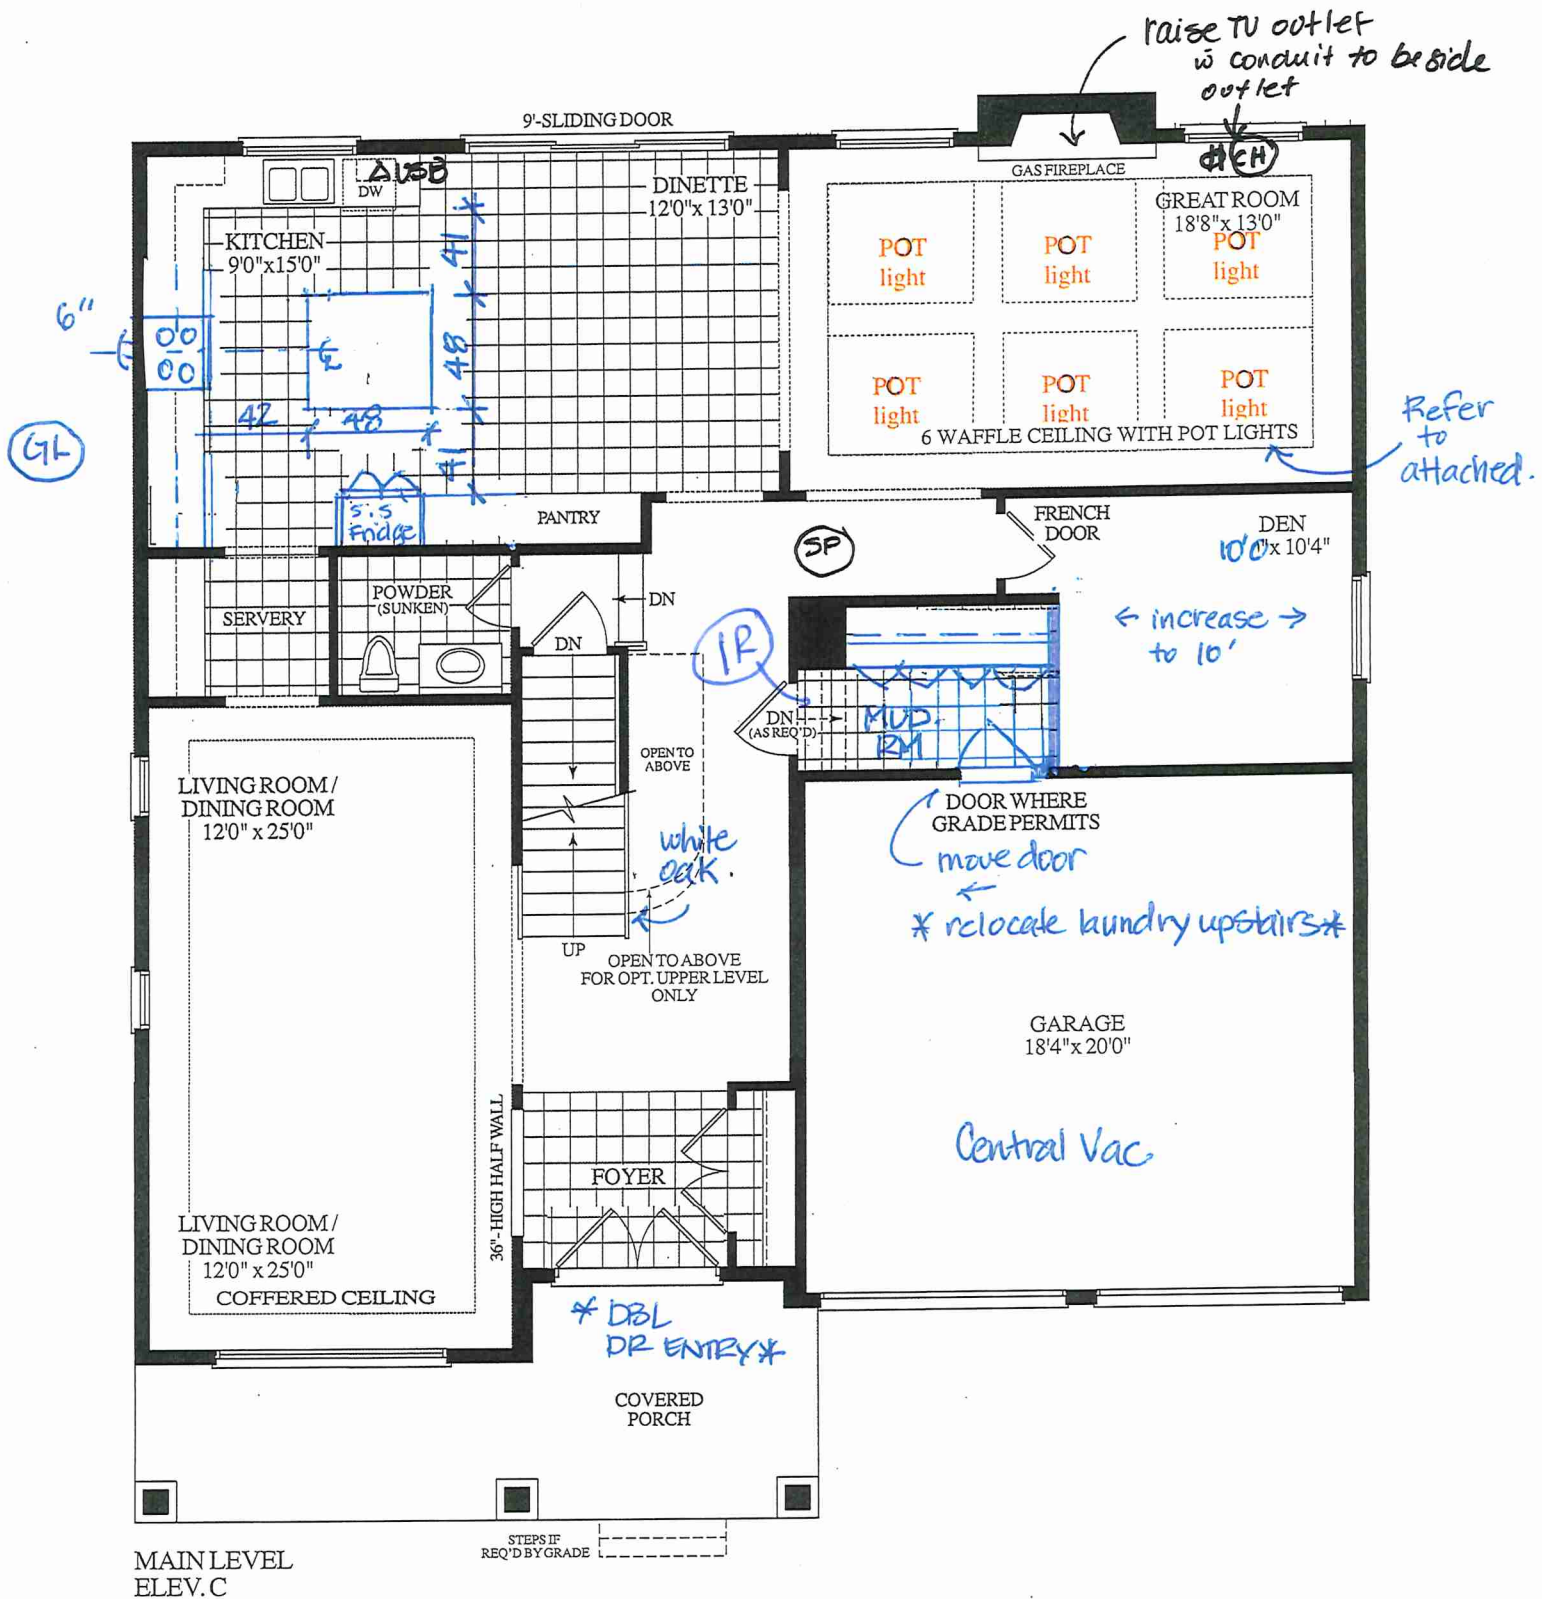 raise TV outlet
w̄ conduit to beside
outlet
9'-SLIDING DOOR
USB
DW
CH
GAS FIREPLACE
DINETTE
12'0"x 13'0"
GREAT ROOM
18'8"x 13'0"
KITCHEN
9'0"x15'0"
41
POT
light
POT
light
POT
light
6"
48
POT
light
POT
light
POT
light
42
48
6 WAFFLE CEILING WITH POT LIGHTS
Refer
to
attached.
GL
41
S.S
Fridge
PANTRY
SP
FRENCH
DOOR
DEN
10'0"x 10'4"
POWDER
(SUNKEN)
DN
SERVERY
DN
1R
← increase →
to 10'
DN
(AS REQ'D)
MUD
RM
OPEN TO
ABOVE
LIVING ROOM /
DINING ROOM
12'0" x 25'0"
DOOR WHERE
GRADE PERMITS
white
oak.
move door
←
* relocate laundry upstairs*
UP
OPEN TO ABOVE
FOR OPT. UPPER LEVEL
ONLY
GARAGE
18'4"x 20'0"
36"-HIGH HALF WALL
Central Vac
FOYER
LIVING ROOM /
DINING ROOM
12'0" x 25'0"
COFFERED CEILING
* DBL
DR ENTRY*
COVERED
PORCH
STEPS IF
REQ'D BY GRADE
MAIN LEVEL
ELEV. C